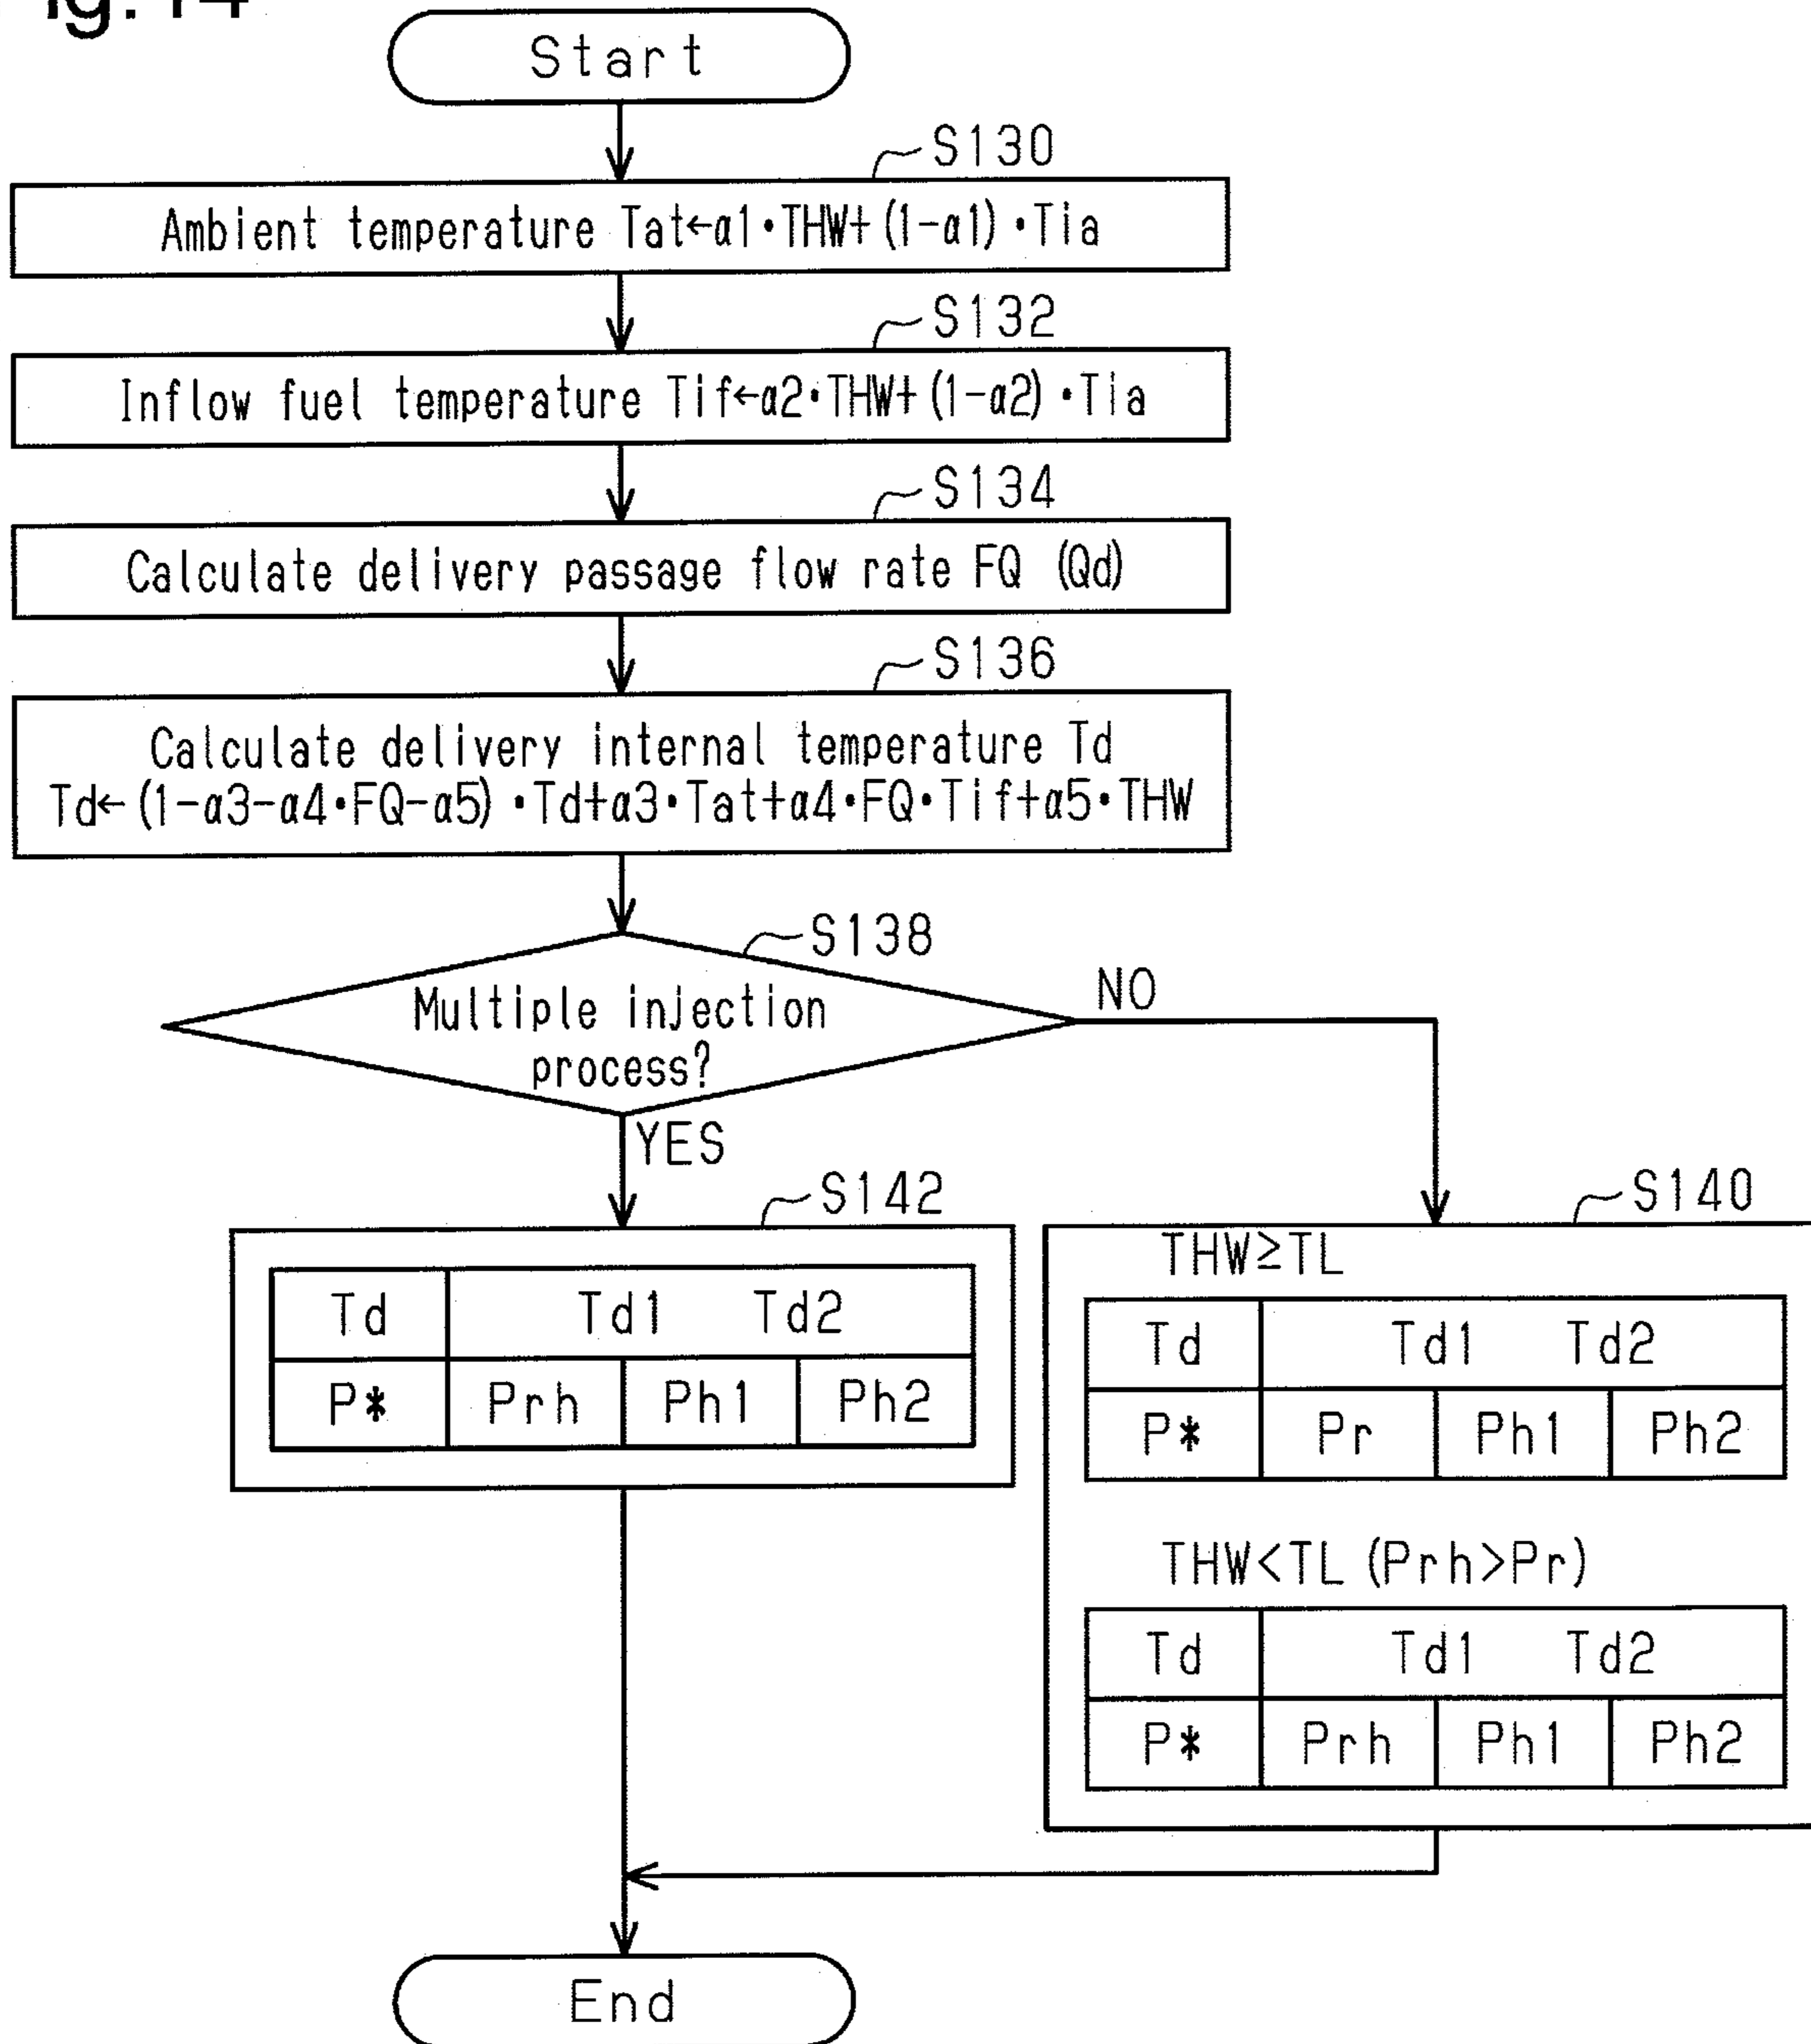 ig. 14
Start
S130
Ambient temperature Tat←α1・THW+(1-α1)・Tia
S132
Inflow fuel temperature Tif←α2・THW+(1-α2)・Tia
S134
Calculate delivery passage flow rate FQ (Qd)
S136
Calculate delivery internal temperature Td
Td←(1-α3-α4・FQ-α5)・Td+α3・Tat+α4・FQ・Tif+α5・THW
S138
Multiple injection
process?
NO
YES
S142
Td Td1 Td2
P* Prh Ph1 Ph2
S140
THW≥TL
Td Td1 Td2
P* Pr Ph1 Ph2
THW<TL (Prh>Pr)
Td Td1 Td2
P* Prh Ph1 Ph2
End